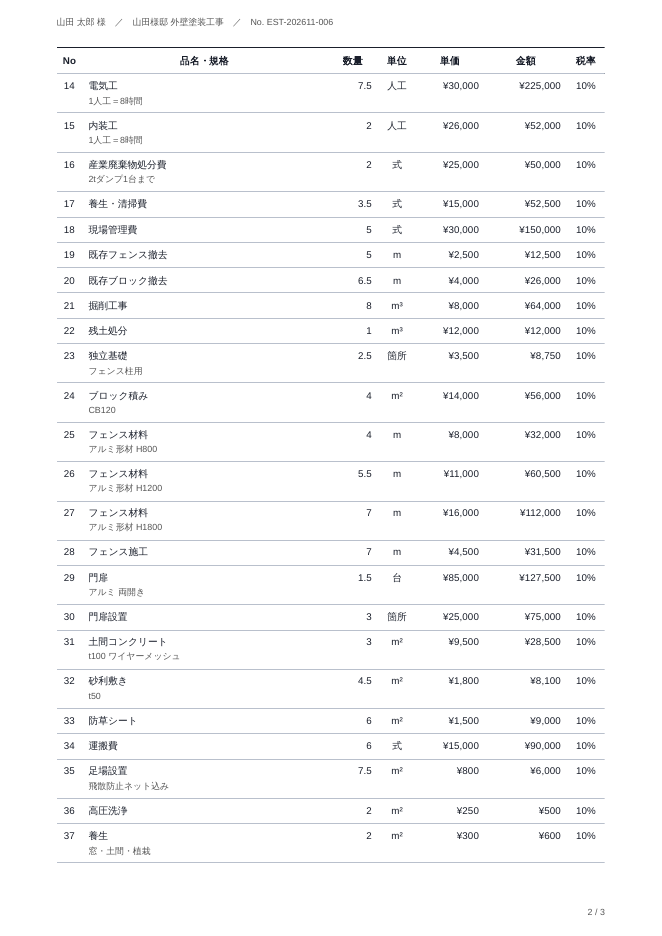 山田 太郎 様　／　山田様邸 外壁塗装工事　／　No. EST-202611-006
No 品名・規格 数量 単位 単価 金額 税率
14 電気工 7.5 人工 ¥30,000 ¥225,000 10%
1人工＝8時間
15 内装工 2 人工 ¥26,000 ¥52,000 10%
1人工＝8時間
16 産業廃棄物処分費 2 式 ¥25,000 ¥50,000 10%
2tダンプ1台まで
17 養生・清掃費 3.5 式 ¥15,000 ¥52,500 10%
18 現場管理費 5 式 ¥30,000 ¥150,000 10%
19 既存フェンス撤去 5 m ¥2,500 ¥12,500 10%
20 既存ブロック撤去 6.5 m ¥4,000 ¥26,000 10%
21 掘削工事 8 m³ ¥8,000 ¥64,000 10%
22 残土処分 1 m³ ¥12,000 ¥12,000 10%
23 独立基礎 2.5 箇所 ¥3,500 ¥8,750 10%
フェンス柱用
24 ブロック積み 4 m² ¥14,000 ¥56,000 10%
CB120
25 フェンス材料 4 m ¥8,000 ¥32,000 10%
アルミ形材 H800
26 フェンス材料 5.5 m ¥11,000 ¥60,500 10%
アルミ形材 H1200
27 フェンス材料 7 m ¥16,000 ¥112,000 10%
アルミ形材 H1800
28 フェンス施工 7 m ¥4,500 ¥31,500 10%
29 門扉 1.5 台 ¥85,000 ¥127,500 10%
アルミ 両開き
30 門扉設置 3 箇所 ¥25,000 ¥75,000 10%
31 土間コンクリート 3 m² ¥9,500 ¥28,500 10%
t100 ワイヤーメッシュ
32 砂利敷き 4.5 m² ¥1,800 ¥8,100 10%
t50
33 防草シート 6 m² ¥1,500 ¥9,000 10%
34 運搬費 6 式 ¥15,000 ¥90,000 10%
35 足場設置 7.5 m² ¥800 ¥6,000 10%
飛散防止ネット込み
36 高圧洗浄 2 m² ¥250 ¥500 10%
37 養生 2 m² ¥300 ¥600 10%
窓・土間・植栽
2 / 3